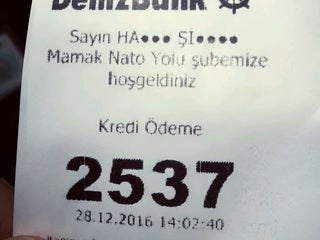 DenizBank
Sayın HA●●● Şİ●●●●
Mamak Nato Yolu şubemize
hoşgeldiniz
Kredi Ödeme
2537
28.12.2016 14:02:40